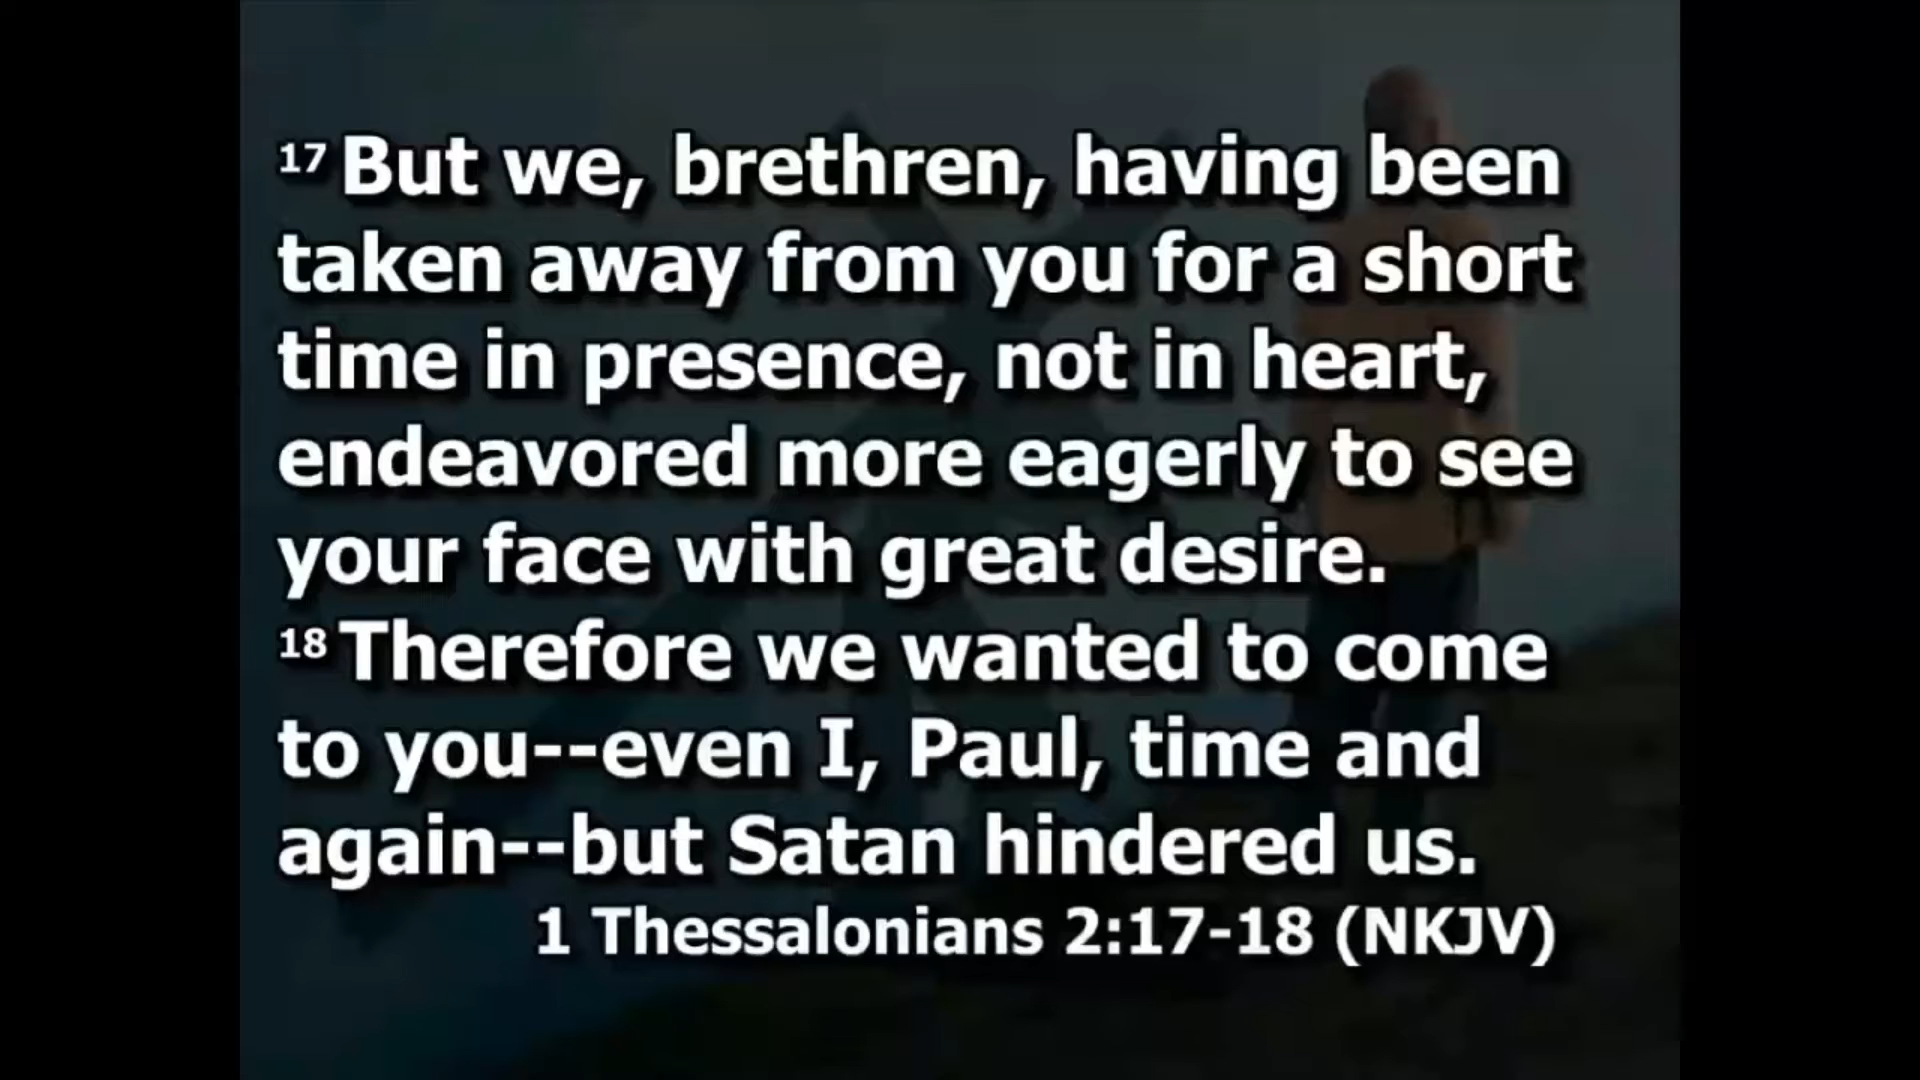 17 But we, brethren, having been
taken away from you for a short
time in presence, not in heart,
endeavored more eagerly to see
your face with great desire.
18 Therefore we wanted to come
to you--even I, Paul, time and
again--but Satan hindered us.
1 Thessalonians 2:17-18 (NKJV)